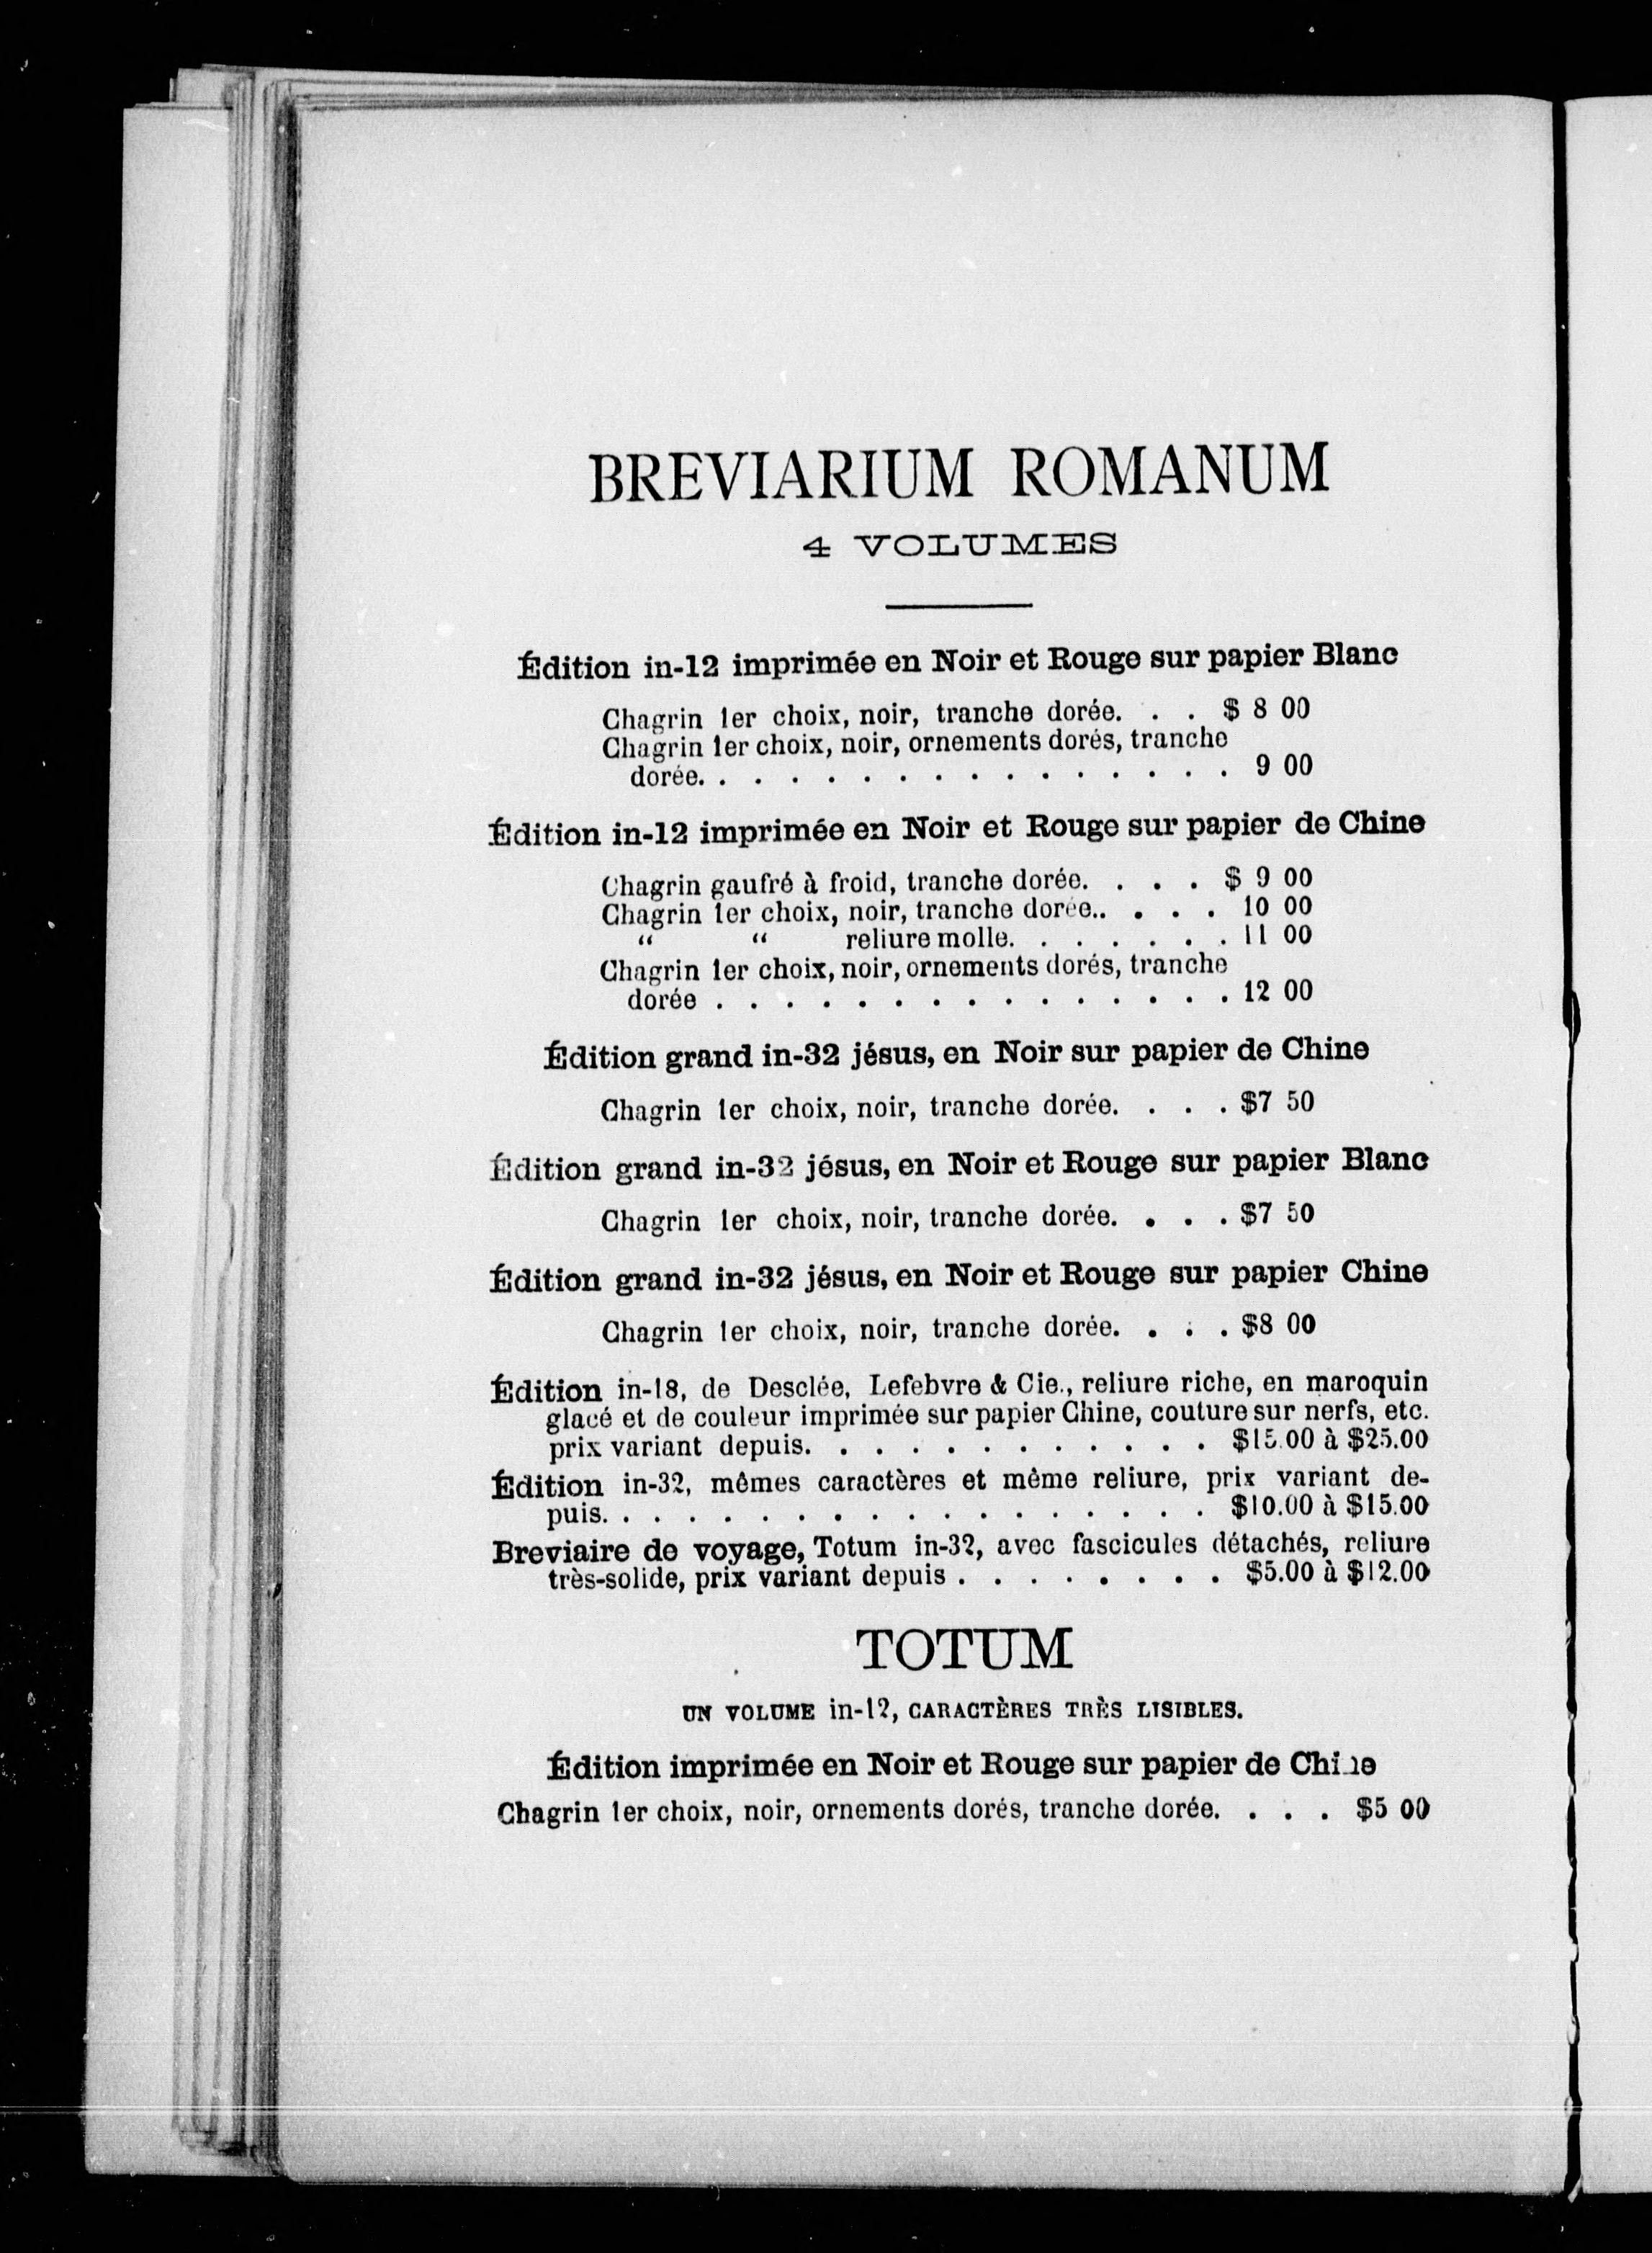 BREVIARIUM ROMANUM
4 VOLUMES
Édition in-12 imprimée en Noir et Rouge sur papier Blanc
Chagrin 1er choix, noir, tranche dorée. . . $ 8 00
Chagrin 1er choix, noir, ornements dorés, tranche
dorée. . . . . . . . . . . . . . . . 9 00
Édition in-12 imprimée en Noir et Rouge sur papier de Chine
Chagrin gaufré à froid, tranche dorée. . . . $ 9 00
Chagrin 1er choix, noir, tranche dorée.. . . . 10 00
“ “ reliure molle. . . . . . . 11 00
Chagrin 1er choix, noir, ornements dorés, tranche
dorée . . . . . . . . . . . . . . . 12 00
Édition grand in-32 jésus, en Noir sur papier de Chine
Chagrin 1er choix, noir, tranche dorée. . . . $7 50
Édition grand in-32 jésus, en Noir et Rouge sur papier Blanc
Chagrin 1er choix, noir, tranche dorée. . . . $7 50
Édition grand in-32 jésus, en Noir et Rouge sur papier Chine
Chagrin 1er choix, noir, tranche dorée. . . . $8 00
Édition in-18, de Desclée, Lefebvre & Cie., reliure riche, en maroquin
glacé et de couleur imprimée sur papier Chine, couture sur nerfs, etc.
prix variant depuis. . . . . . . . . . . . $15.00 à $25.00
Édition in-32, mêmes caractères et même reliure, prix variant de-
puis. . . . . . . . . . . . . . . . . . $10.00 à $15.00
Breviaire de voyage, Totum in-32, avec fascicules détachés, reliure
très-solide, prix variant depuis . . . . . . . . $5.00 à $12.00
TOTUM
UN VOLUME in-12, CARACTÈRES TRÈS LISIBLES.
Édition imprimée en Noir et Rouge sur papier de Chine
Chagrin 1er choix, noir, ornements dorés, tranche dorée. . . . $5 00